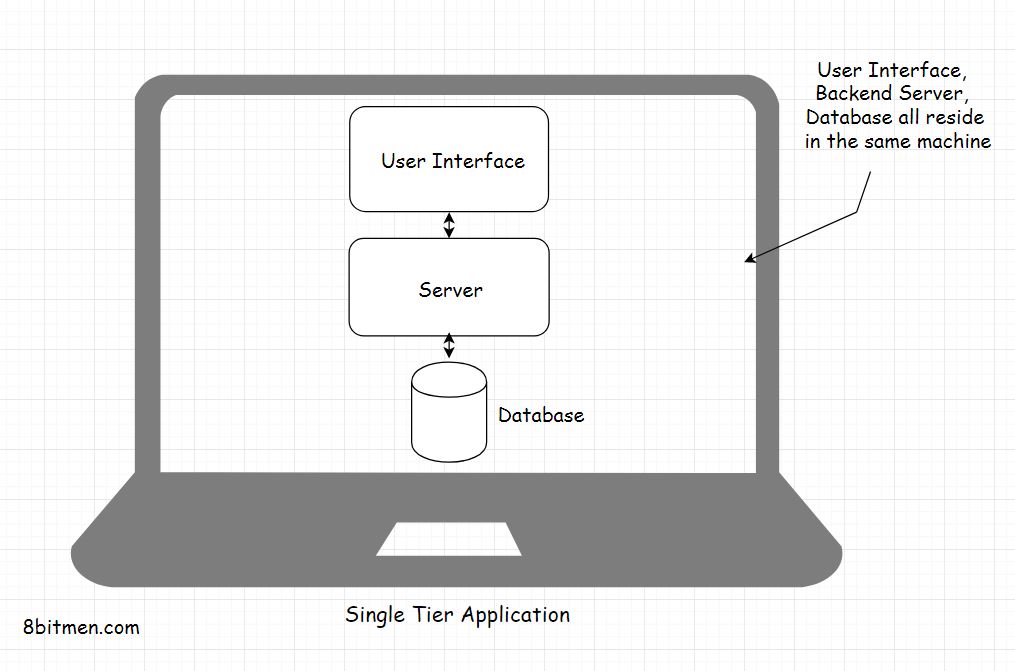 User Interface,
Backend Server,
Database all reside
in the same machine
User Interface
Server
Database
Single Tier Application
8bitmen.com